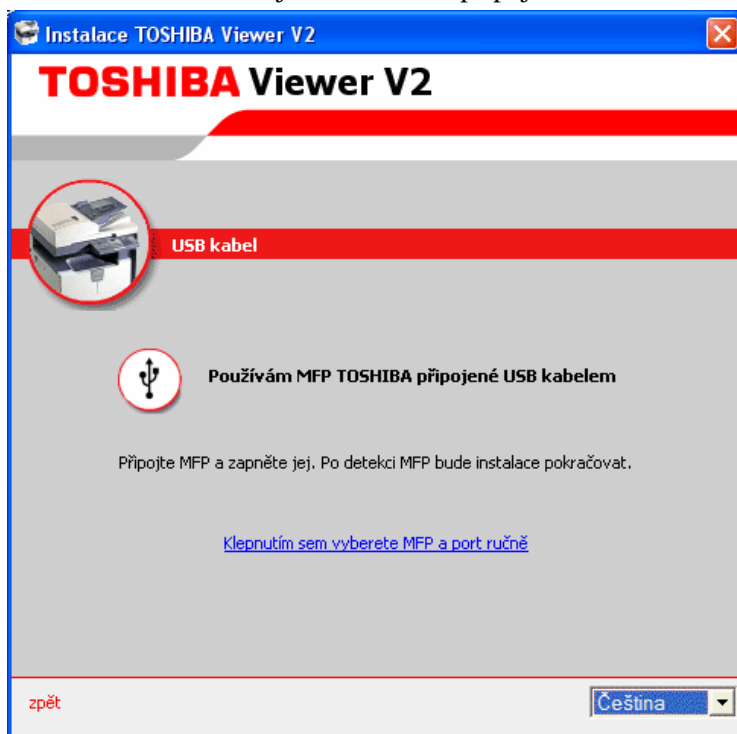 Instalace TOSHIBA Viewer V2
TOSHIBA Viewer V2
USB kabel
Používám MFP TOSHIBA připojené USB kabelem
Připojte MFP a zapněte jej. Po detekci MFP bude instalace pokračovat.
Klepnutím sem vyberete MFP a port ručně
zpět
Čeština